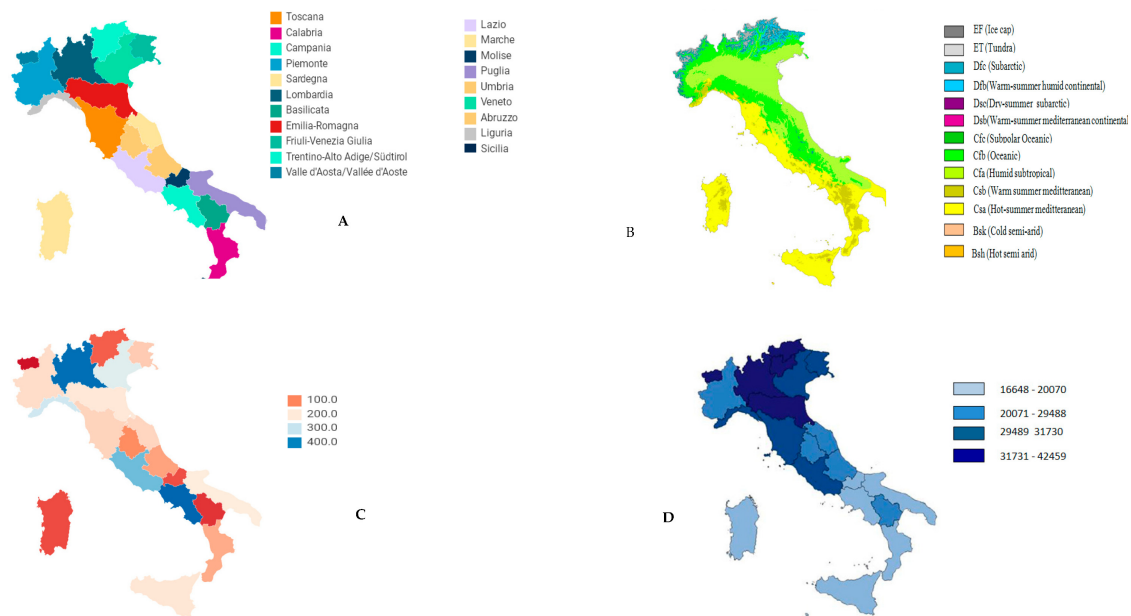 Toscana
Calabria
Campania
Piemonte
Sardegna
Lombardia
Basilicata
Emilia-Romagna
Friuli-Venezia Giulia
Trentino-Alto Adige/Südtirol
Valle d'Aosta/Vallée d'Aoste
Lazio
Marche
Molise
Puglia
Umbria
Veneto
Abruzzo
Liguria
Sicilia
A
B
EF (Ice cap)
ET (Tundra)
Dfc (Subarctic)
Dfb(Warm-summer humid continental)
Dsc(Dry-summer subarctic)
Dsb(Warm-summer mediterranean continental
Cfc (Subpolar Oceanic)
Cfb (Oceanic)
Cfa (Humid subtropical)
Csb (Warm summer meditteranean)
Csa (Hot-summer meditteranean)
Bsk (Cold semi-arid)
Bsh (Hot semi arid)
100.0
200.0
300.0
400.0
C
16648 - 20070
20071 - 29488
29489 31730
31731 - 42459
D